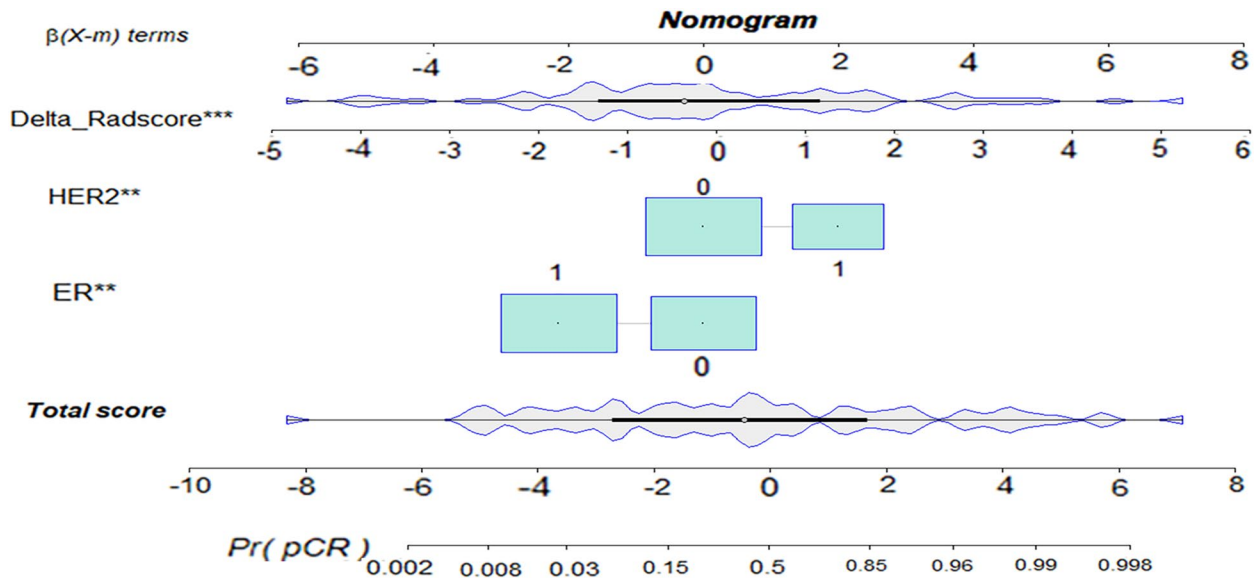 Nomogram
β(X-m) terms
-6 -4 -2 0 2 4 6 8
Delta_Radscore***
-5 -4 -3 -2 -1 0 1 2 3 4 5 6
HER2**
0
1
ER**
1
0
Total score
-10 -8 -6 -4 -2 0 2 4 6 8
Pr( pCR )
0.002 0.008 0.03 0.15 0.5 0.85 0.96 0.99 0.998